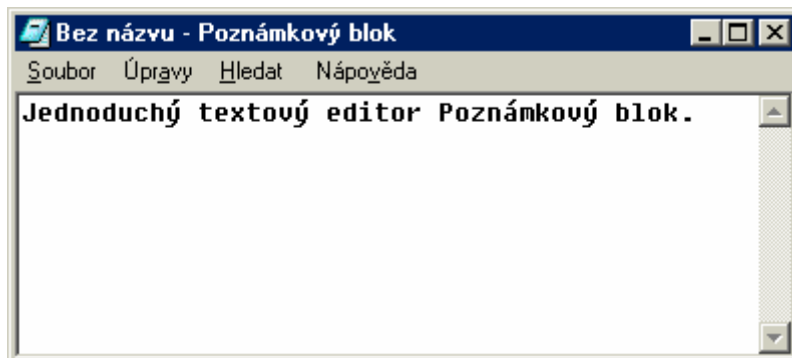 Bez názvu - Poznámkový blok
Soubor Úpravy Hledat Nápověda
Jednoduchý textový editor Poznámkový blok.